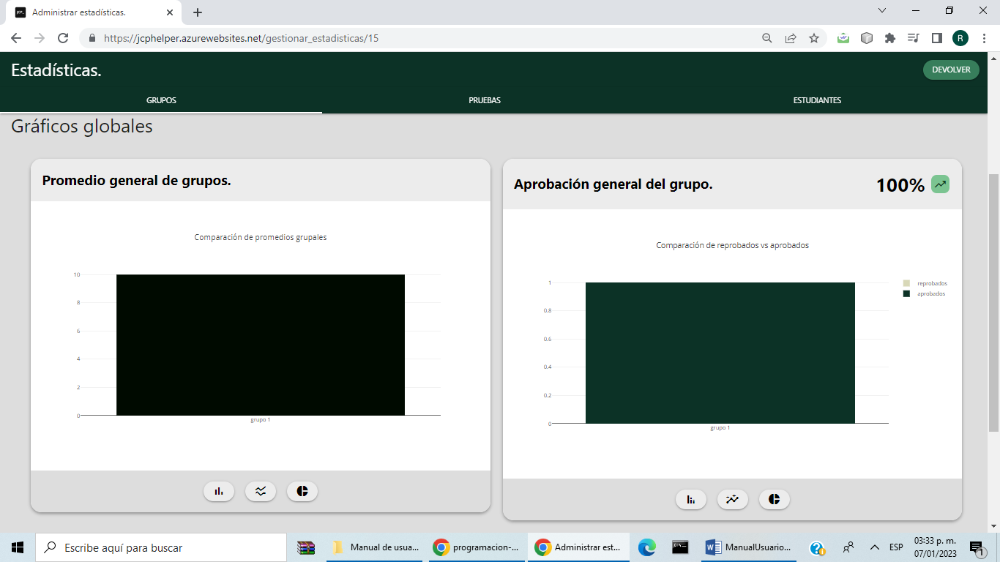 Administrar estadísticas.
https://jcphelper.azurewebsites.net/gestionar_estadisticas/15
R
Estadísticas.
DEVOLVER
GRUPOS
PRUEBAS
ESTUDIANTES
Gráficos globales
Promedio general de grupos.
Comparación de promedios grupales
10
8
6
4
2
0
grupo 1
Aprobación general del grupo.
100%
Comparación de reprobados vs aprobados
1
0.8
0.6
0.4
0.2
0
grupo 1
reprobados
aprobados
Escribe aquí para buscar
Manual de usua...
programacion-...
Administrar est...
ManualUsuario...
ESP
03:33 p. m.
07/01/2023
1